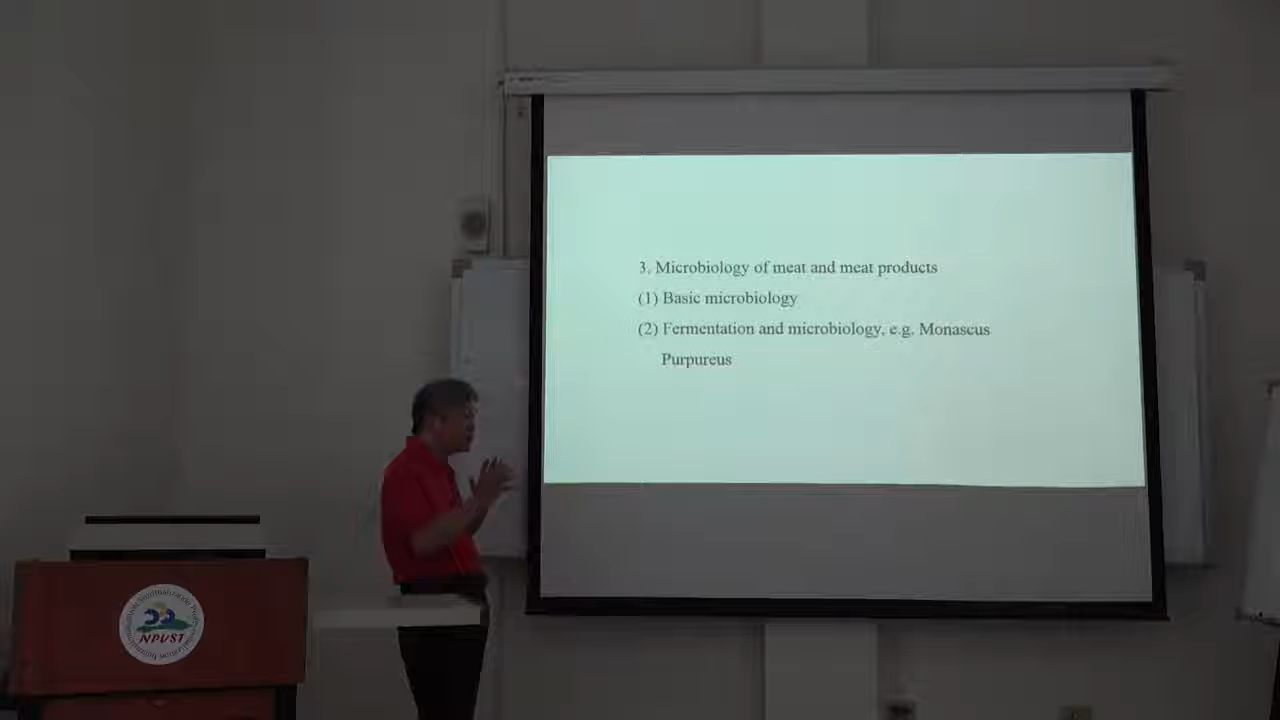 3. Microbiology of meat and meat products
(1) Basic microbiology
(2) Fermentation and microbiology, e.g. Monascus
Purpureus
NPUST